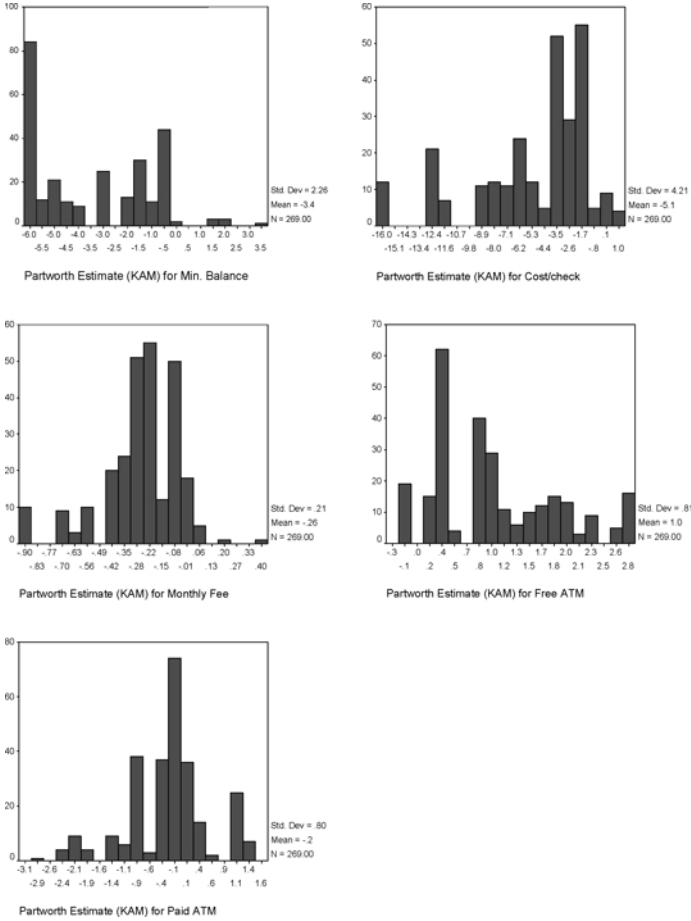 100
80
60
40
20
0
-6.0 -5.0 -4.0 -3.0 -2.0 -1.0 0.0 1.0 2.0 3.0
-5.5 -4.5 -3.5 -2.5 -1.5 -.5 .5 1.5 2.5 3.5
Std. Dev = 2.26
Mean = -3.4
N = 269.00
Partworth Estimate (KAM) for Min. Balance
60
50
40
30
20
10
0
-16.0 -14.3 -12.4 -10.7 -8.9 -7.1 -5.3 -3.5 -1.7 .1
-15.1 -13.4 -11.6 -9.8 -8.0 -6.2 -4.4 -2.6 -.8 1.0
Std. Dev = 4.21
Mean = -5.1
N = 269.00
Partworth Estimate (KAM) for Cost/check
60
50
40
30
20
10
0
-.90 -.77 -.63 -.49 -.35 -.22 -.08 .06 .20 .33
-.83 -.70 -.56 -.42 -.28 -.15 -.01 .13 .27 .40
Std. Dev = .21
Mean = -.26
N = 269.00
Partworth Estimate (KAM) for Monthly Fee
70
60
50
40
30
20
10
0
-.3 .0 .4 .7 1.0 1.3 1.7 2.0 2.3 2.6
-.1 .2 .5 .8 1.2 1.5 1.8 2.1 2.5 2.8
Std. Dev = .81
Mean = 1.0
N = 269.00
Partworth Estimate (KAM) for Free ATM
80
60
40
20
0
-3.1 -2.6 -2.1 -1.6 -1.1 -.6 -.1 .4 .9 1.4
-2.9 -2.4 -1.9 -1.4 -.9 -.4 .1 .6 1.1 1.6
Std. Dev = .80
Mean = -.2
N = 269.00
Partworth Estimate (KAM) for Paid ATM